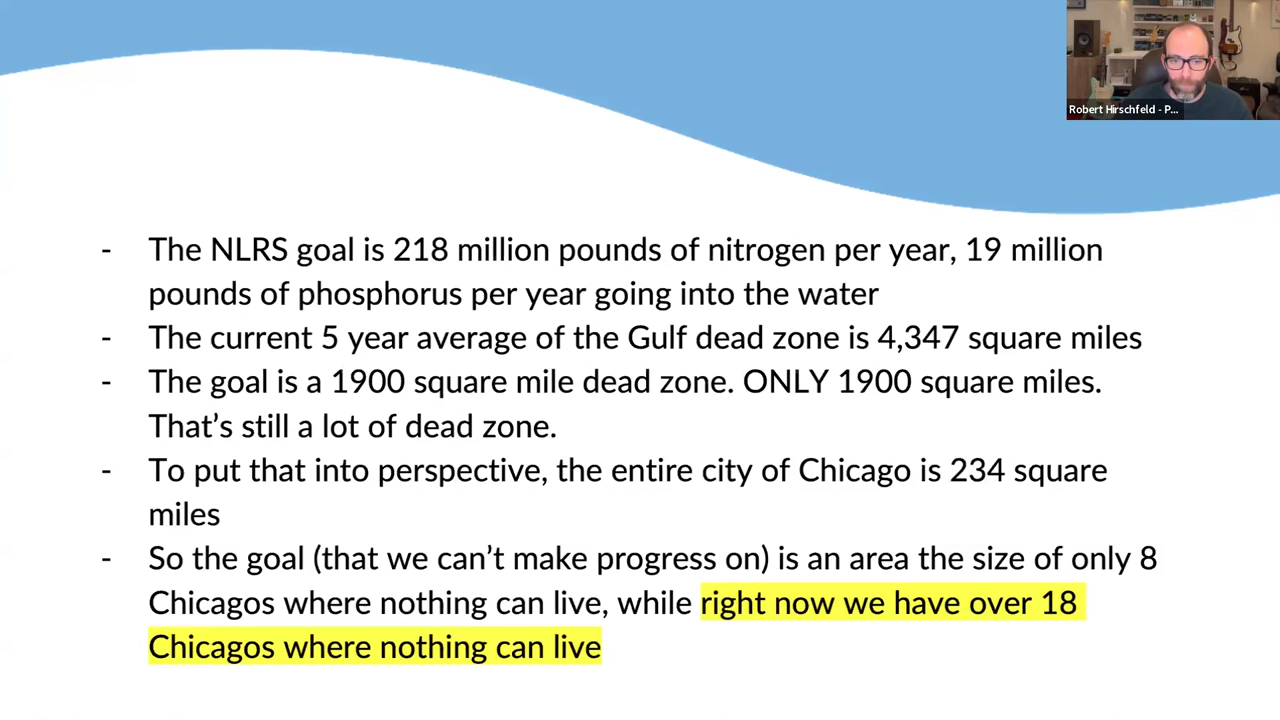 Robert Hirschfeld - P...
- The NLRS goal is 218 million pounds of nitrogen per year, 19 million
pounds of phosphorus per year going into the water
- The current 5 year average of the Gulf dead zone is 4,347 square miles
- The goal is a 1900 square mile dead zone. ONLY 1900 square miles.
That's still a lot of dead zone.
- To put that into perspective, the entire city of Chicago is 234 square
miles
- So the goal (that we can't make progress on) is an area the size of only 8
Chicagos where nothing can live, while right now we have over 18
Chicagos where nothing can live